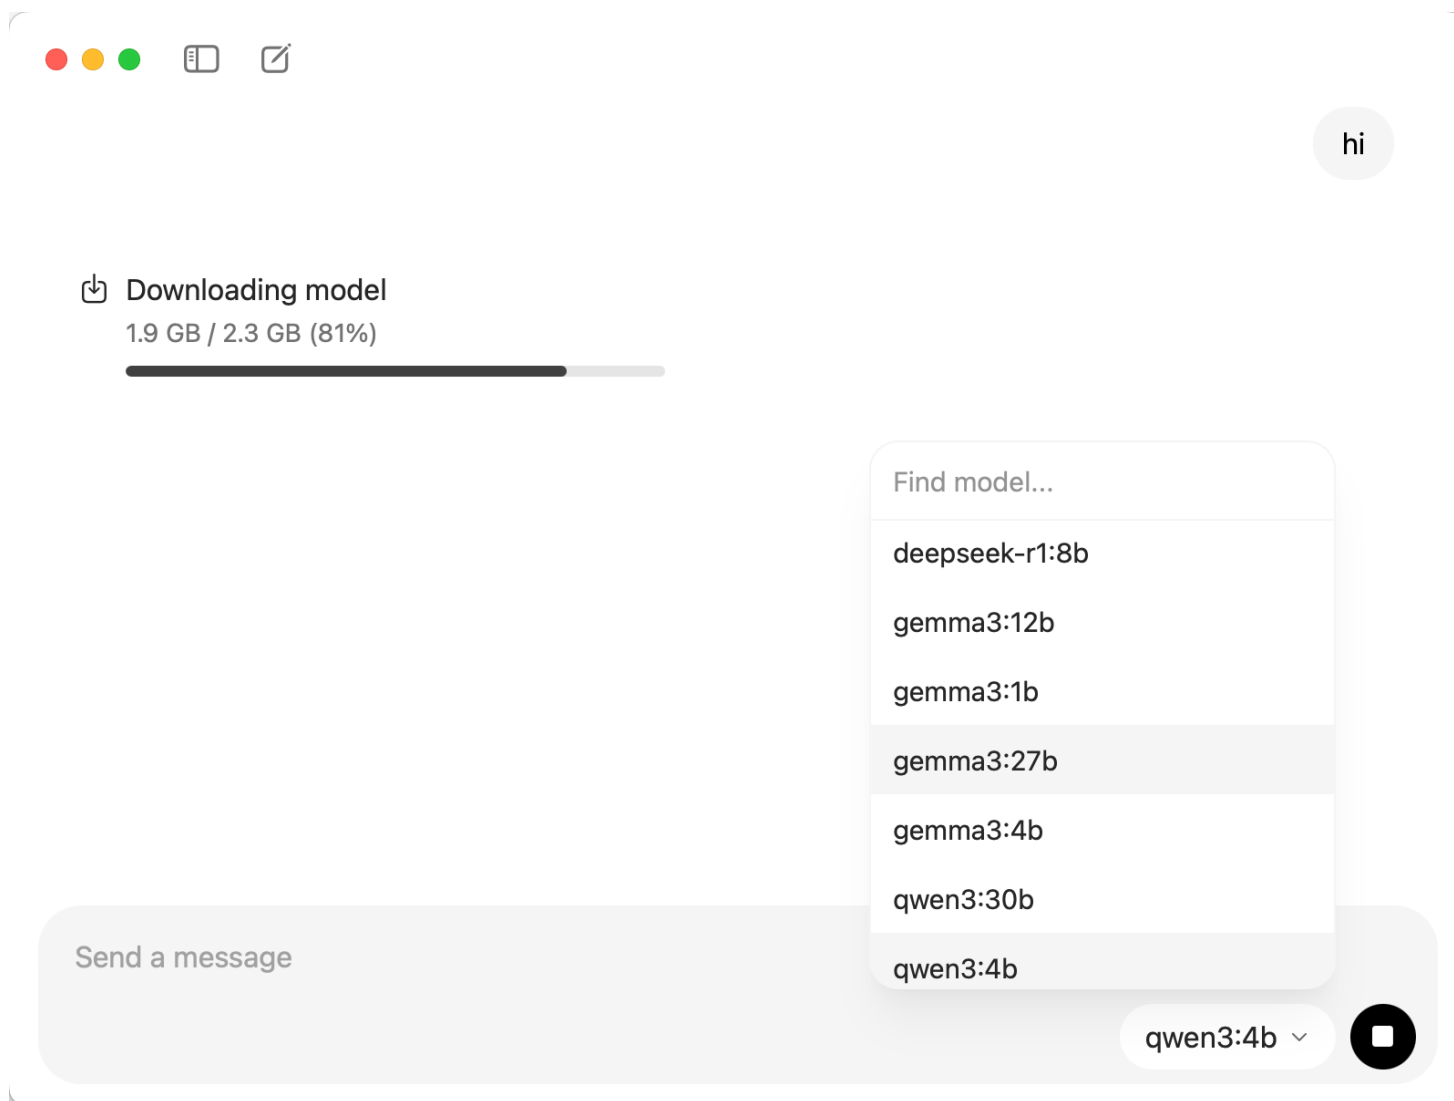 hi
Downloading model
1.9 GB / 2.3 GB (81%)
Find model...
deepseek-r1:8b
gemma3:12b
gemma3:1b
gemma3:27b
gemma3:4b
qwen3:30b
qwen3:4b
Send a message
qwen3:4b